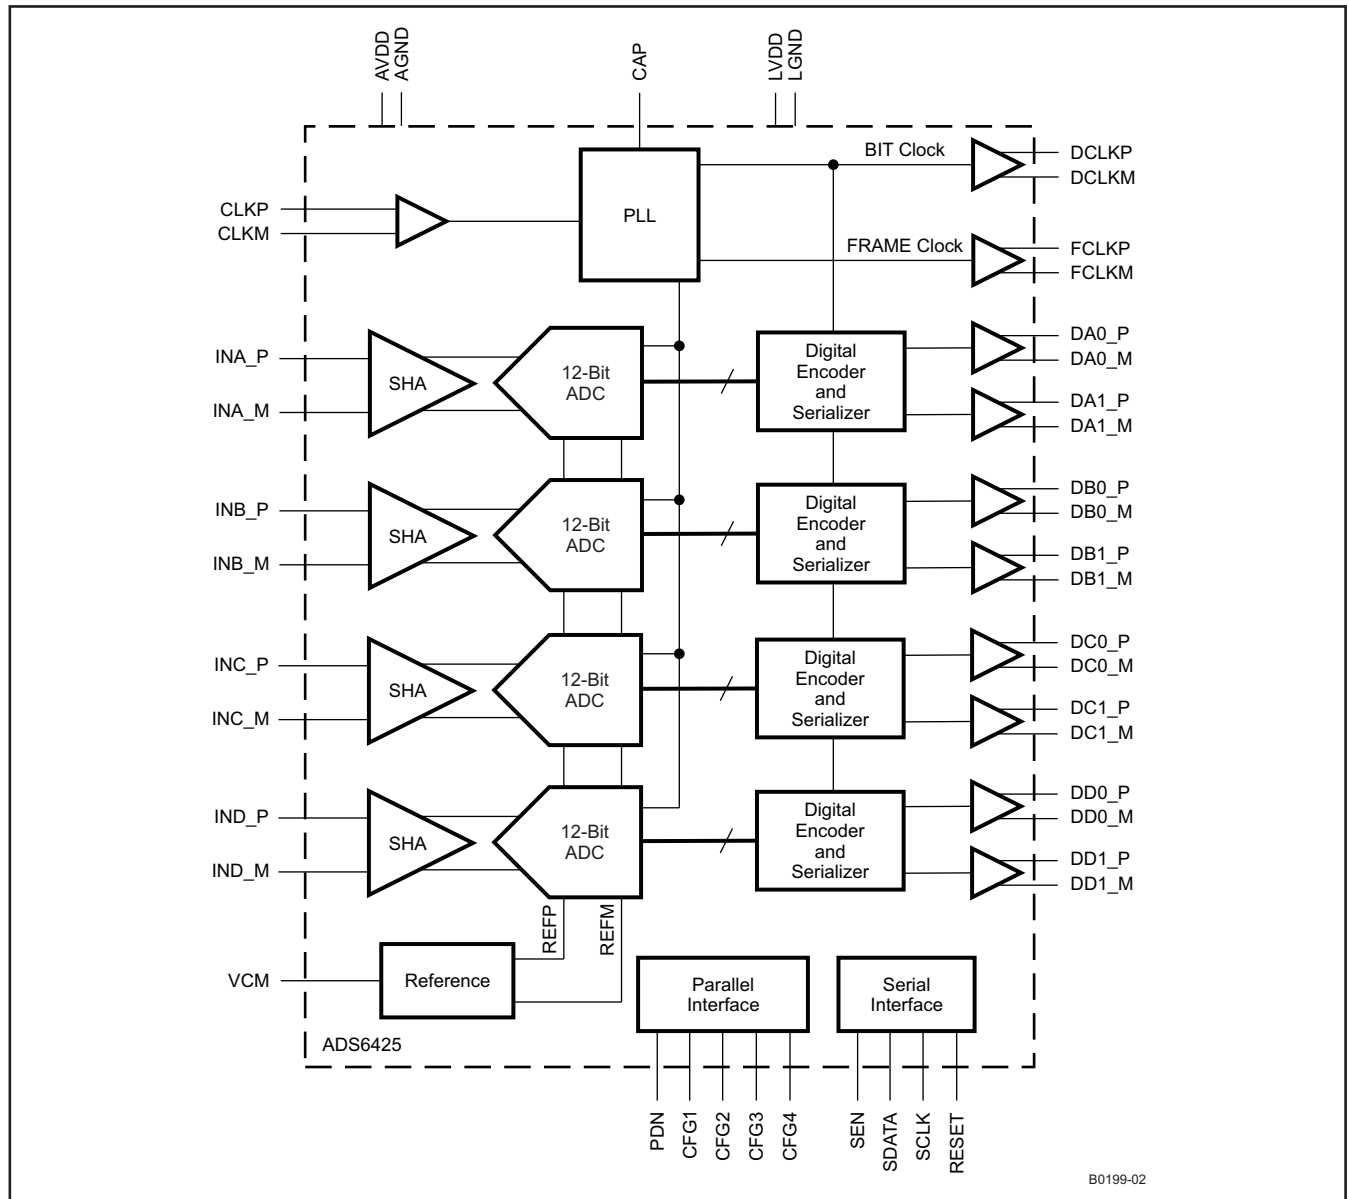 AVDD
AGND
CAP
LVDD
LGND
BIT Clock
DCLKP
DCLKM
CLKP
CLKM
PLL
FRAME Clock
FCLKP
FCLKM
INA_P
INA_M
SHA
12-Bit
ADC
Digital
Encoder
and
Serializer
DA0_P
DA0_M
DA1_P
DA1_M
INB_P
INB_M
SHA
12-Bit
ADC
Digital
Encoder
and
Serializer
DB0_P
DB0_M
DB1_P
DB1_M
INC_P
INC_M
SHA
12-Bit
ADC
Digital
Encoder
and
Serializer
DC0_P
DC0_M
DC1_P
DC1_M
IND_P
IND_M
SHA
12-Bit
ADC
Digital
Encoder
and
Serializer
DD0_P
DD0_M
DD1_P
DD1_M
REFP
REFM
VCM
Reference
Parallel
Interface
Serial
Interface
ADS6425
PDN
CFG1
CFG2
CFG3
CFG4
SEN
SDATA
SCLK
RESET
B0199-02